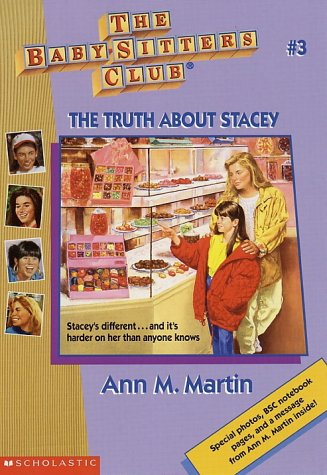 THE
BABY-SITTERS
CLUB®
#3
THE TRUTH ABOUT STACEY
Stacey's different...and it's
harder on her than anyone knows
Ann M. Martin
Special photos, BSC notebook
pages, and a message
from Ann M. Martin inside!
SCHOLASTIC